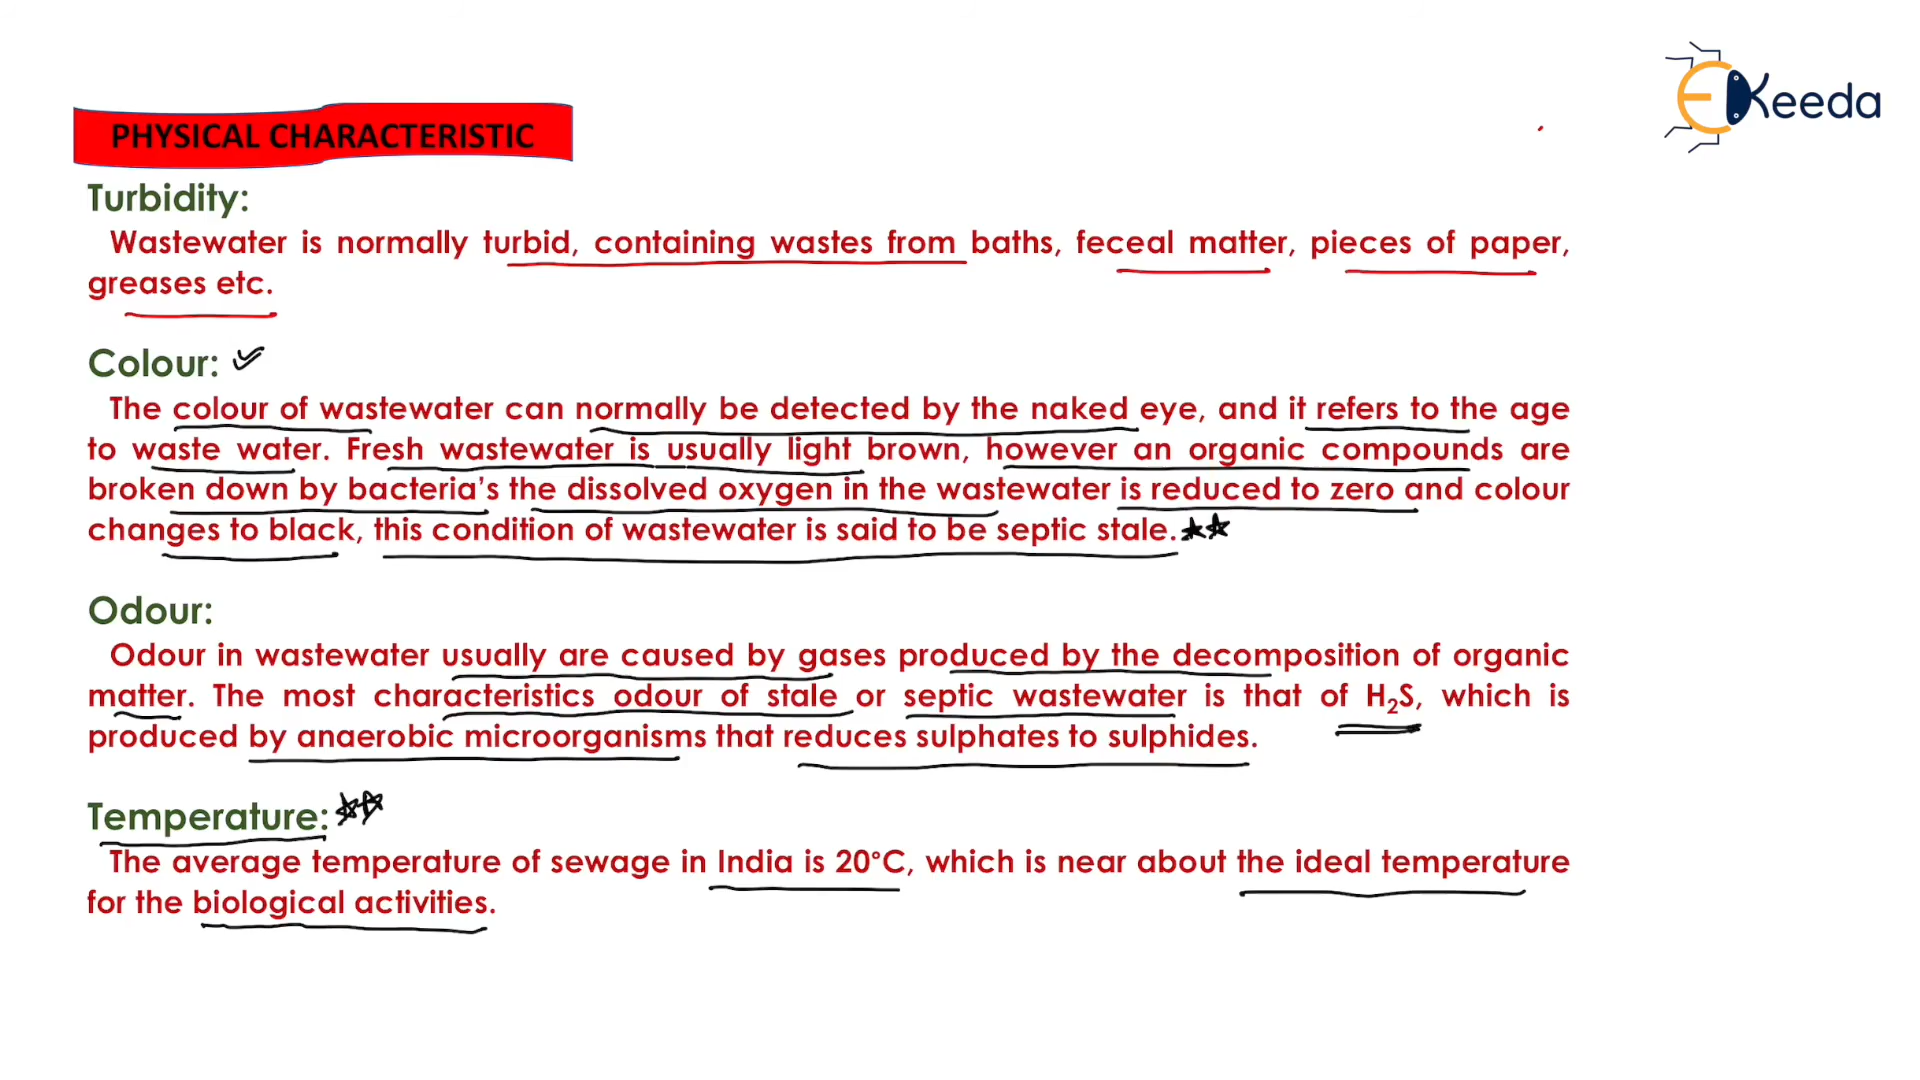 EKeeda
PHYSICAL CHARACTERISTIC
Turbidity:
Wastewater is normally turbid, containing wastes from baths, feceal matter, pieces of paper,
greases etc.
Colour:
The colour of wastewater can normally be detected by the naked eye, and it refers to the age
to waste water. Fresh wastewater is usually light brown, however an organic compounds are
broken down by bacteria's the dissolved oxygen in the wastewater is reduced to zero and colour
changes to black, this condition of wastewater is said to be septic stale.
Odour:
Odour in wastewater usually are caused by gases produced by the decomposition of organic
matter. The most characteristics odour of stale or septic wastewater is that of H₂S, which is
produced by anaerobic microorganisms that reduces sulphates to sulphides.
Temperature:
The average temperature of sewage in India is 20°C, which is near about the ideal temperature
for the biological activities.